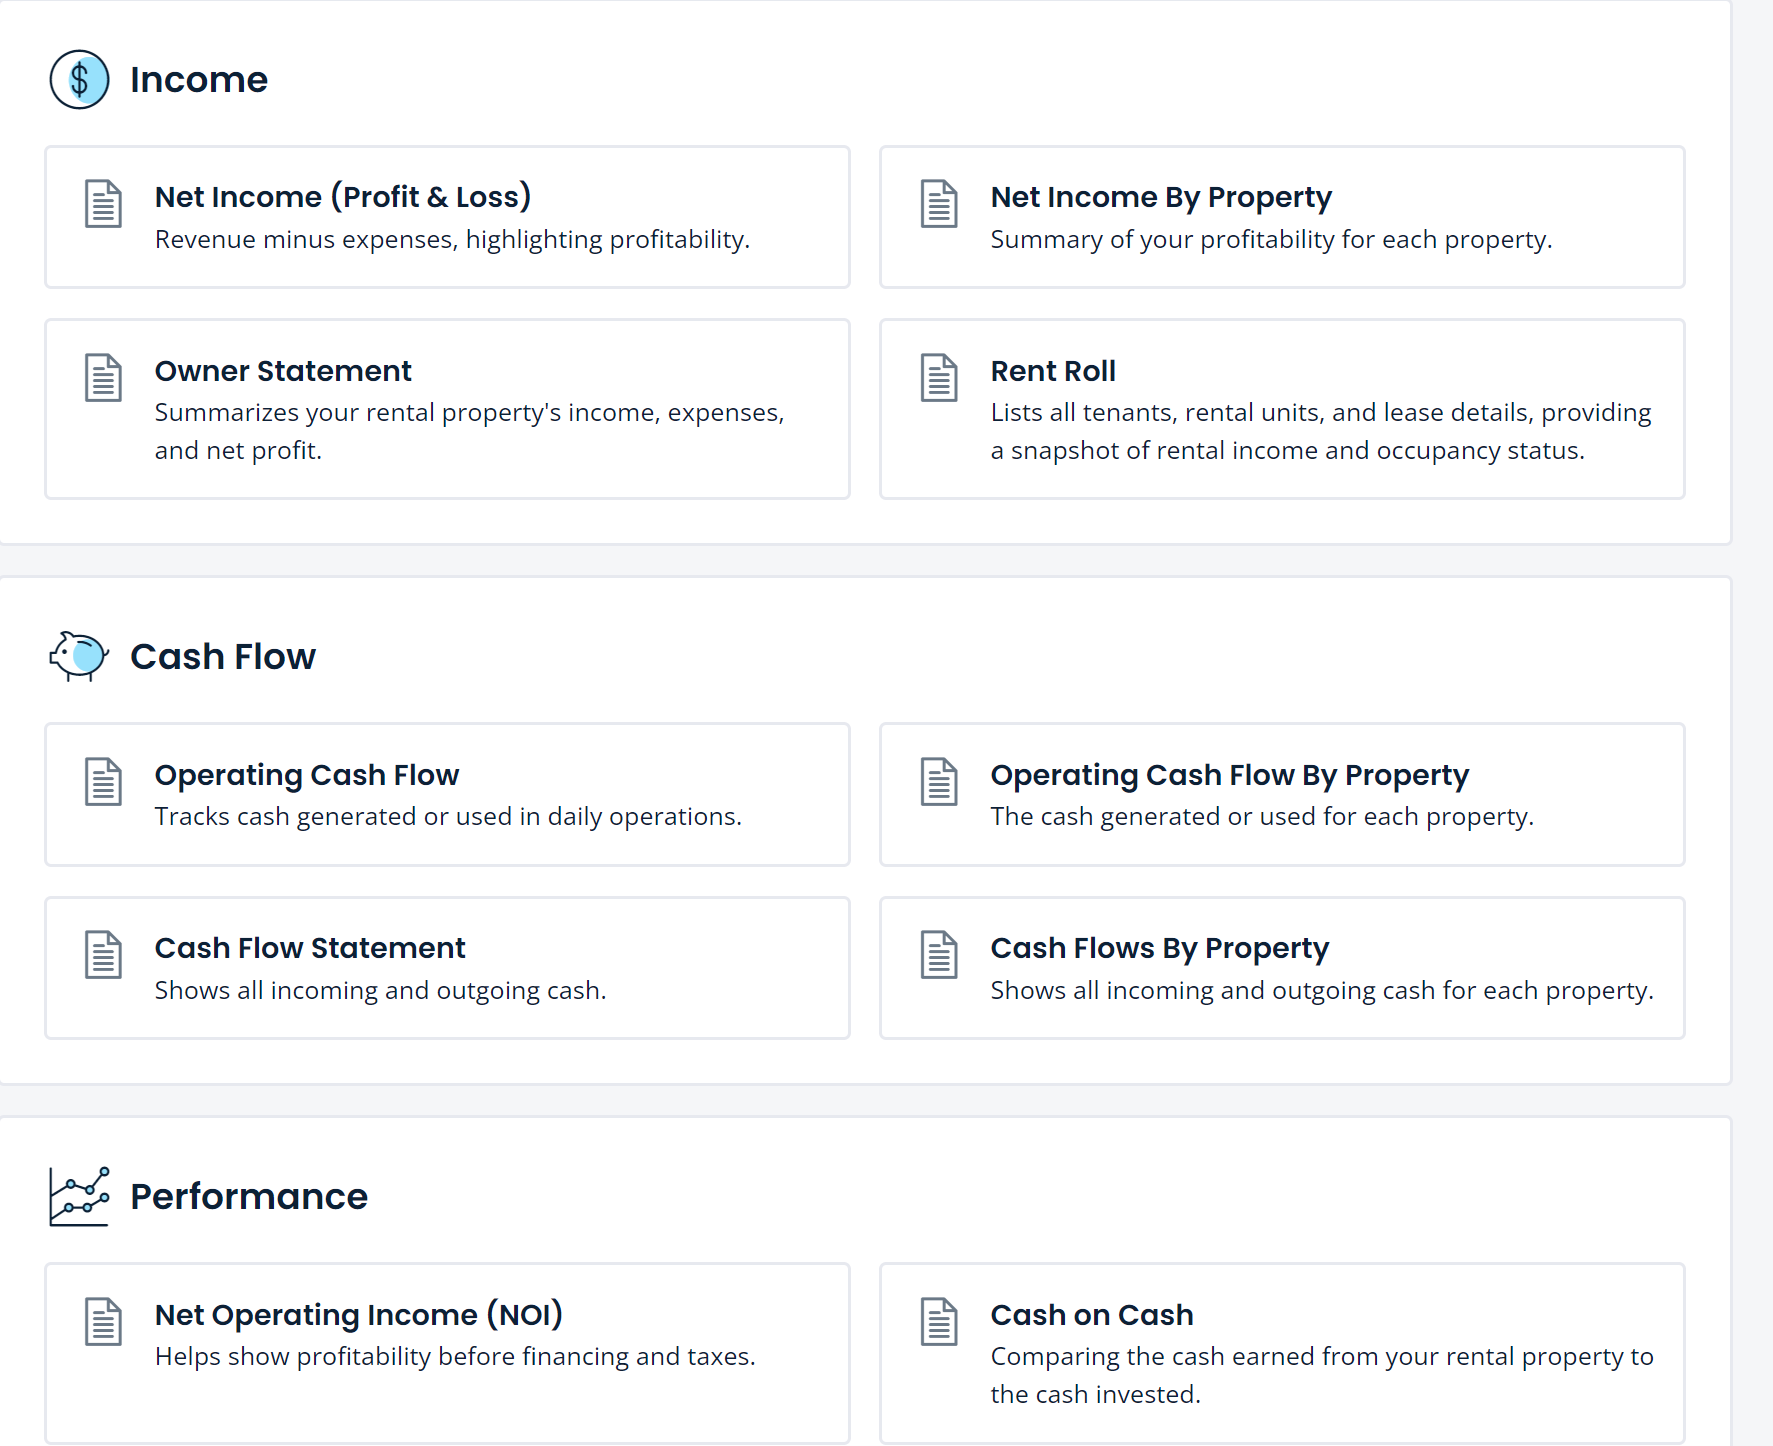 Income
Net Income (Profit & Loss)
Revenue minus expenses, highlighting profitability.
Net Income By Property
Summary of your profitability for each property.
Owner Statement
Summarizes your rental property's income, expenses,
and net profit.
Rent Roll
Lists all tenants, rental units, and lease details, providing
a snapshot of rental income and occupancy status.
Cash Flow
Operating Cash Flow
Tracks cash generated or used in daily operations.
Operating Cash Flow By Property
The cash generated or used for each property.
Cash Flow Statement
Shows all incoming and outgoing cash.
Cash Flows By Property
Shows all incoming and outgoing cash for each property.
Performance
Net Operating Income (NOI)
Helps show profitability before financing and taxes.
Cash on Cash
Comparing the cash earned from your rental property to
the cash invested.